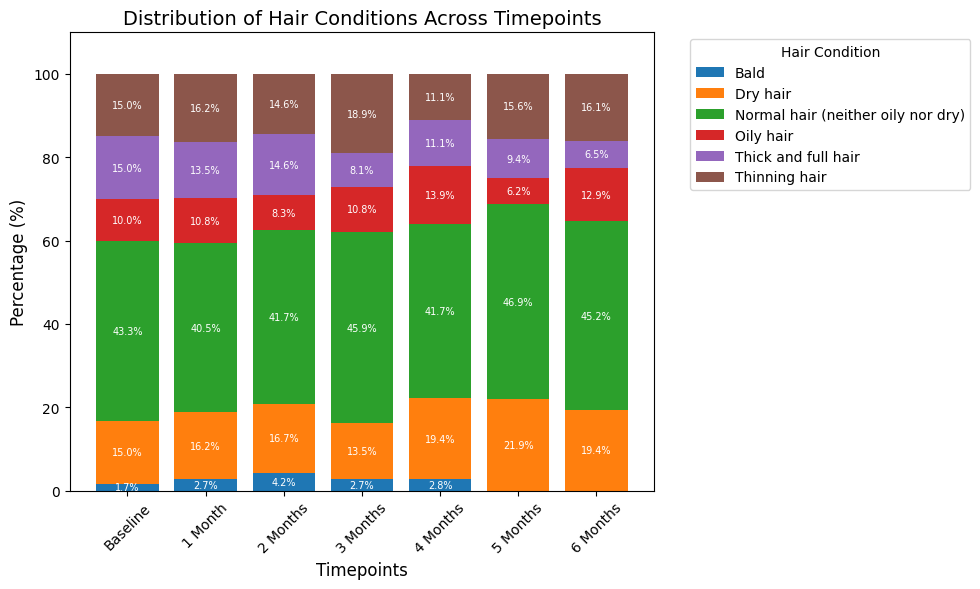 Distribution of Hair Conditions Across Timepoints
Percentage (%)
100
80
60
40
20
0
15.0%
16.2%
14.6%
18.9%
11.1%
15.6%
16.1%
15.0%
13.5%
14.6%
8.1%
11.1%
9.4%
6.5%
10.0%
10.8%
8.3%
10.8%
13.9%
6.2%
12.9%
43.3%
40.5%
41.7%
45.9%
41.7%
46.9%
45.2%
15.0%
16.2%
16.7%
13.5%
19.4%
21.9%
19.4%
1.7%
2.7%
4.2%
2.7%
2.8%
Baseline
1 Month
2 Months
3 Months
4 Months
5 Months
6 Months
Timepoints
Hair Condition
Bald
Dry hair
Normal hair (neither oily nor dry)
Oily hair
Thick and full hair
Thinning hair